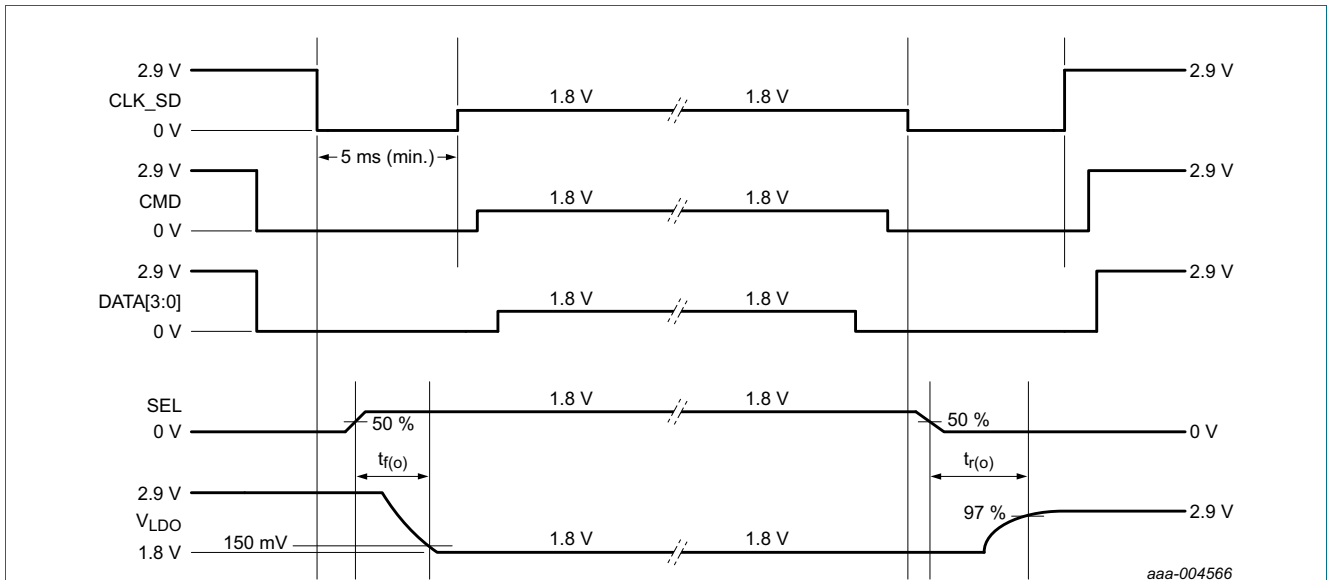 2.9 V
2.9 V
CLK_SD
1.8 V
1.8 V
0 V
5 ms (min.)
2.9 V
2.9 V
CMD
1.8 V
1.8 V
0 V
2.9 V
2.9 V
DATA[3:0]
1.8 V
1.8 V
0 V
SEL
1.8 V
1.8 V
50 %
50 %
0 V
0 V
tf(o)
tr(o)
2.9 V
97 %
2.9 V
VLDO
150 mV
1.8 V
1.8 V
1.8 V
aaa-004566